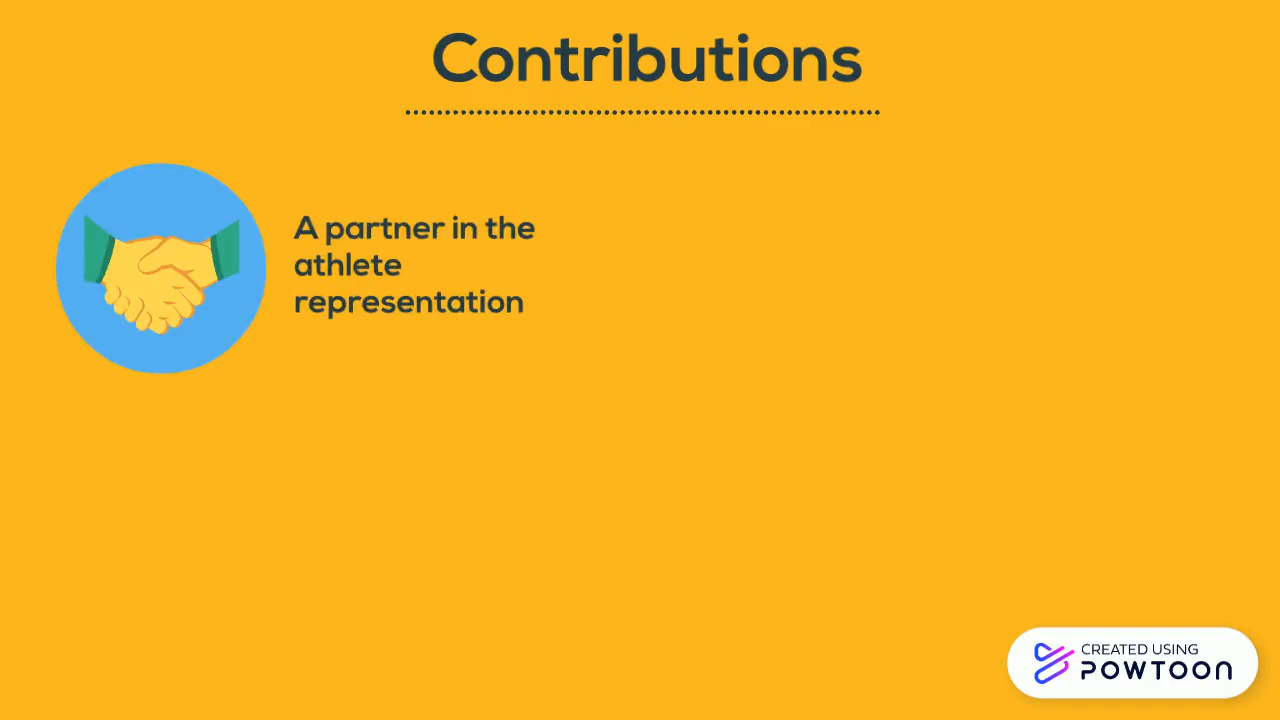 Contributions
A partner in the
athlete
representation
CREATED USING
POWTOON